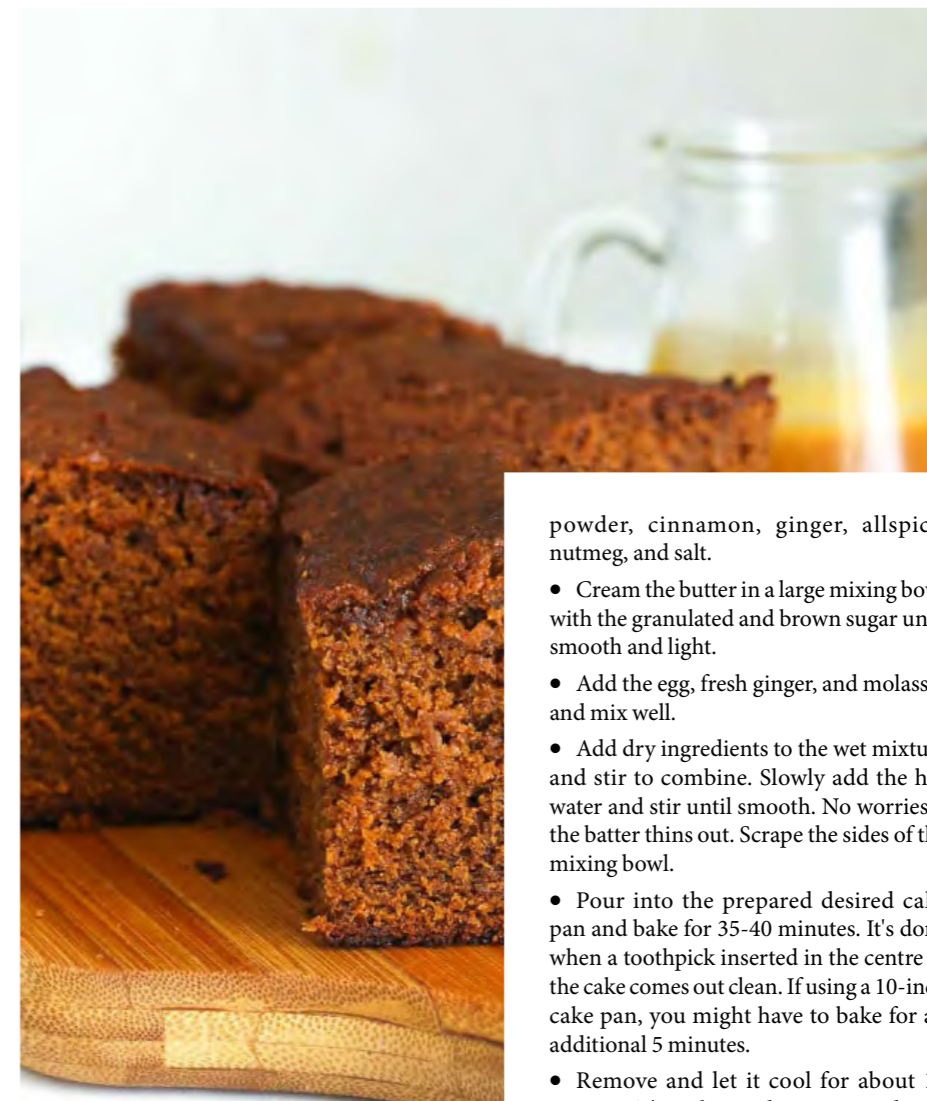 powder, cinnamon, ginger,
nutmeg, and salt.
• Cream the butter in a large mixing
with the granulated and brown sugar
smooth and light.
• Add the egg, fresh ginger, and
and mix well.
• Add dry ingredients to the wet
and stir to combine. Slowly add the
water and stir until smooth. No worries
the batter thins out. Scrape the sides of
mixing bowl.
• Pour into the prepared desired
pan and bake for 35-40 minutes. It's
when a toothpick inserted in the centre
the cake comes out clean. If using a
cake pan, you might have to bake for
additional 5 minutes.
• Remove and let it cool for about